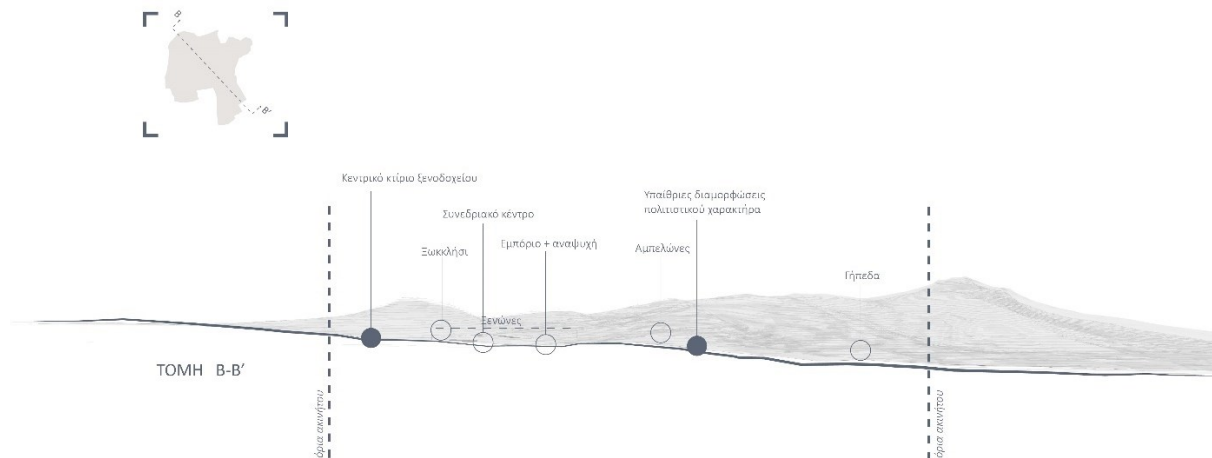 B
B'
Κεντρικό κτίριο ξενοδοχείου
Υπαίθριες διαμορφώσεις
πολιτιστικού χαρακτήρα
Συνεδριακό κέντρο
Ξωκκλήσι
Εμπόριο + αναψυχή
Αμπελώνες
Γήπεδα
Ξενώνες
ΤΟΜΗ Β-Β'
όρια ακινήτου
όρια ακινήτου